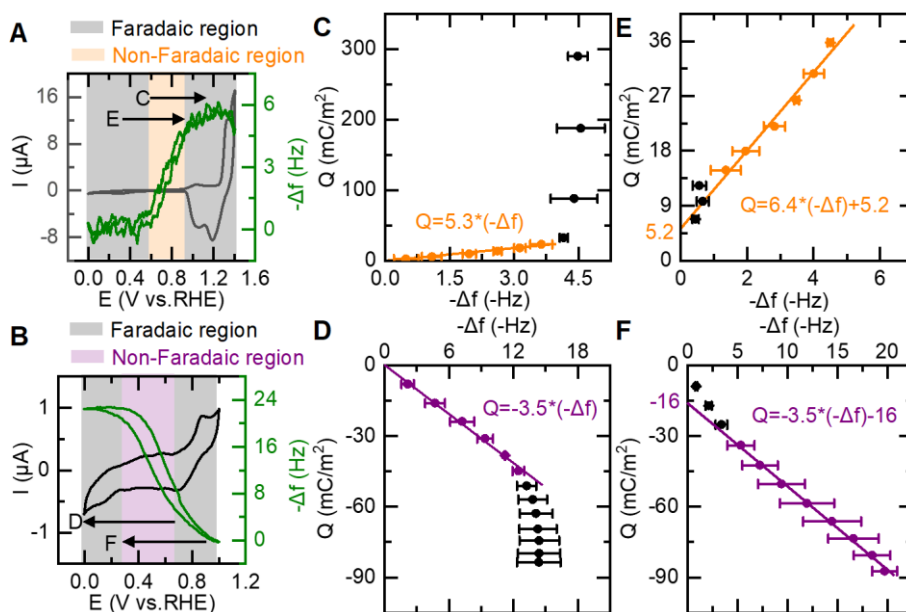 A
Faradaic region
Non-Faradaic region
16
8
0
-8
I (μA)
C
E
6
3
0
-Δf (Hz)
0.0 0.4 0.8 1.2 1.6
E (V vs.RHE)
C
300
200
100
0
Q (mC/m²)
Q=5.3*(-Δf)
0.0 1.5 3.0 4.5
-Δf (-Hz)
E
36
27
18
9
0
5.2
Q (mC/m²)
Q=6.4*(-Δf)+5.2
0 2 4 6
-Δf (-Hz)
B
Faradaic region
Non-Faradaic region
1
0
-1
I (μA)
D
F
24
18
12
6
0
-Δf (Hz)
0.0 0.4 0.8 1.2
E (V vs.RHE)
D
-Δf (-Hz)
0 6 12 18
0
-30
-60
-90
Q (mC/m²)
Q=-3.5*(-Δf)
F
-Δf (-Hz)
0 5 10 15 20
0
-16
-30
-60
-90
Q (mC/m²)
Q=-3.5*(-Δf)-16